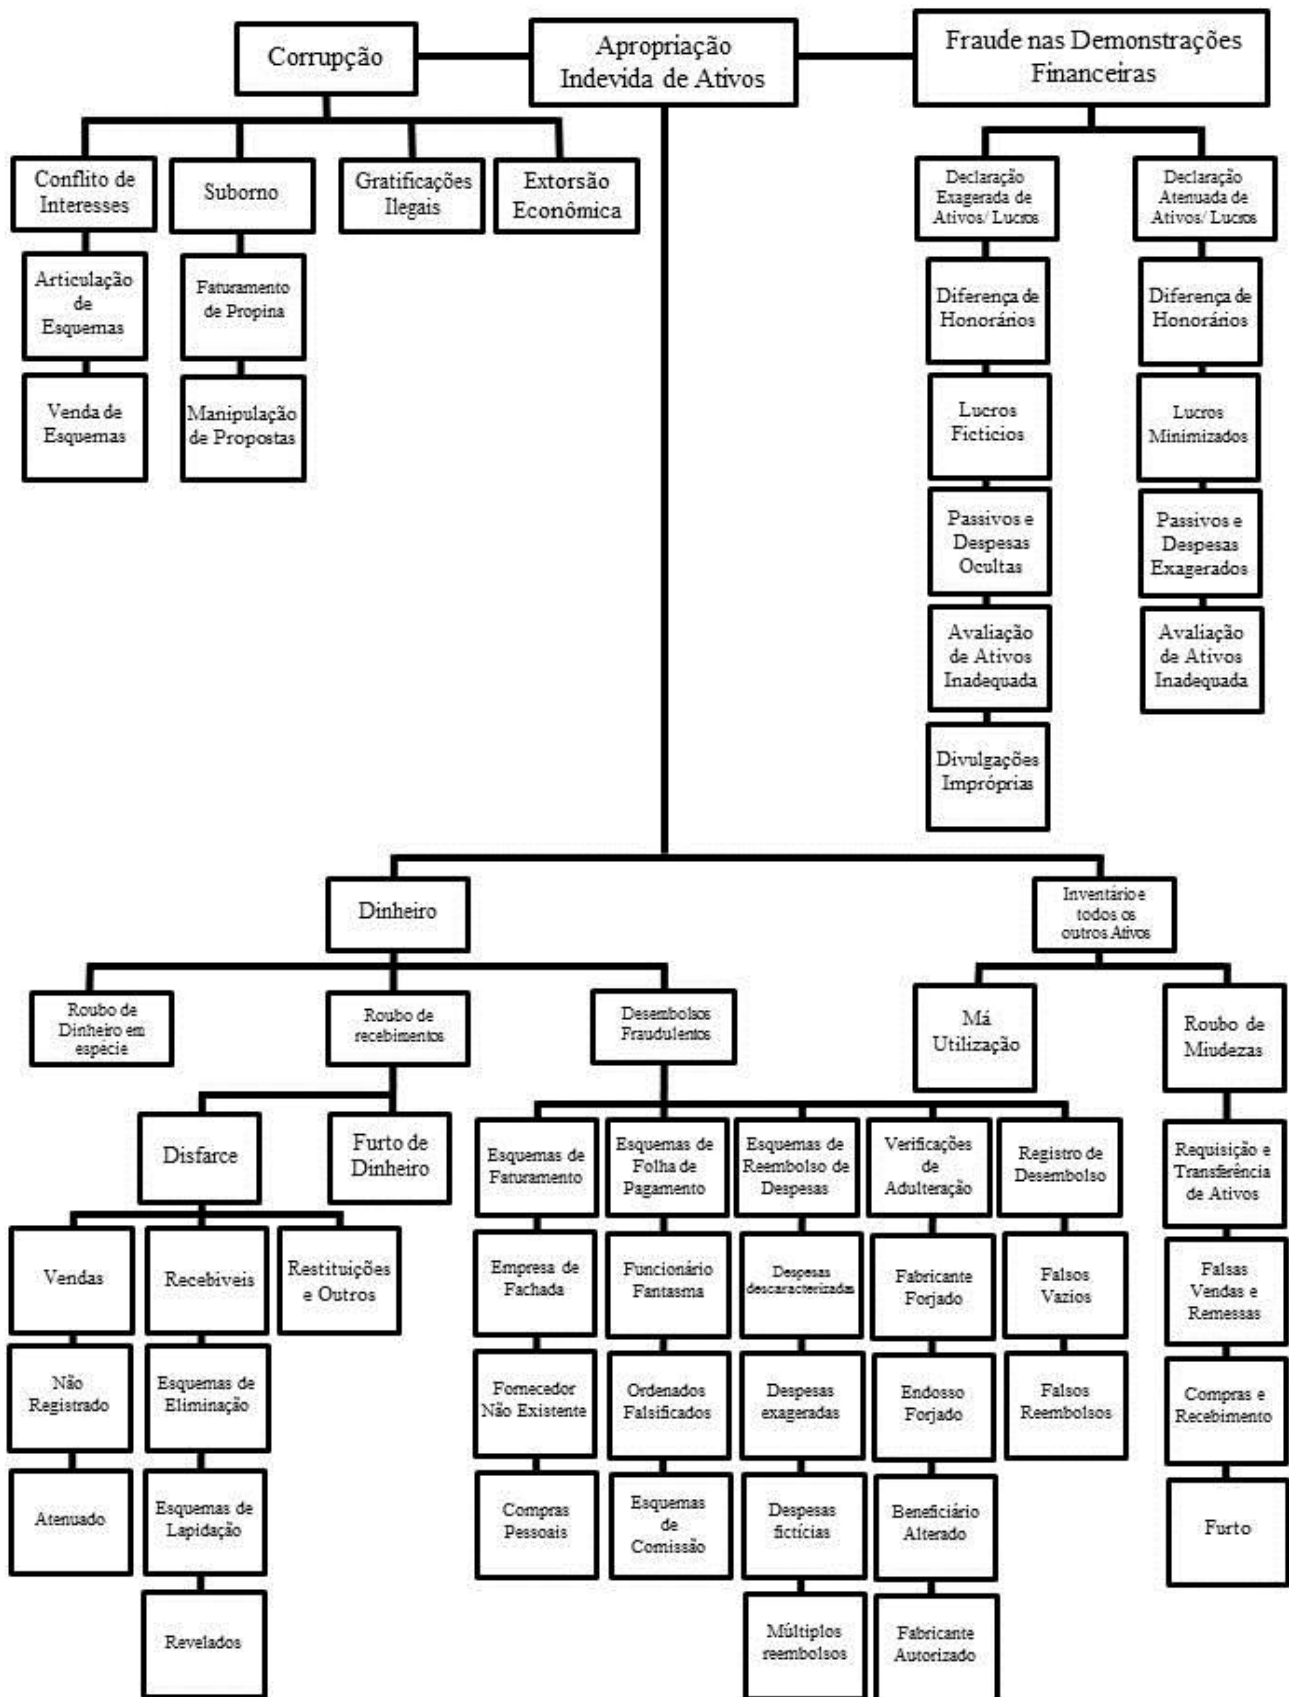 Corrupção
Apropriação
Indevida de Ativos
Fraude nas Demonstrações
Financeiras
Conflito de
Interesses
Suborno
Gratificações
Ilegais
Extorsão
Econômica
Declaração
Exagerada de
Ativos/ Lucros
Declaração
Atenuada de
Ativos/ Lucros
Articulação
de
Esquemas
Faturamento
de Propina
Diferença de
Honorários
Diferença de
Honorários
Venda de
Esquemas
Manipulação
de Propostas
Lucros
Ficticios
Lucros
Minimizados
Passivos e
Despesas
Ocultas
Passivos e
Despesas
Exagerados
Avaliação
de Ativos
Inadequada
Avaliação
de Ativos
Inadequada
Divulgações
Impróprias
Dinheiro
Inventário e
todos os
outros Ativos
Roubo de
Dinheiro em
espécie
Roubo de
recebimentos
Desembolsos
Fraudulentos
Má
Utilização
Roubo de
Miudezas
Disfarce
Furto de
Dinheiro
Esquemas de
Faturamento
Esquemas de
Folha de
Pagamento
Esquemas de
Reembolso de
Despesas
Verificações
de
Adulteração
Registro de
Desembolso
Requisição e
Transferência
de Ativos
Vendas
Recebiveis
Restituições
e Outros
Empresa de
Fachada
Funcionário
Fantasma
Despesas
descaracterizadas
Fabricante
Forjado
Falsos
Vazios
Falsas
Vendas e
Remessas
Não
Registrado
Esquemas de
Eliminação
Fornecedor
Não Existente
Ordenados
Falsificados
Despesas
exageradas
Endosso
Forjado
Falsos
Reembolsos
Compras e
Recebimento
Atenuado
Esquemas de
Lapidação
Compras
Pessoais
Esquemas
de
Comissão
Despesas
fictícias
Beneficiário
Alterado
Furto
Revelados
Múltiplos
reembolsos
Fabricante
Autorizado